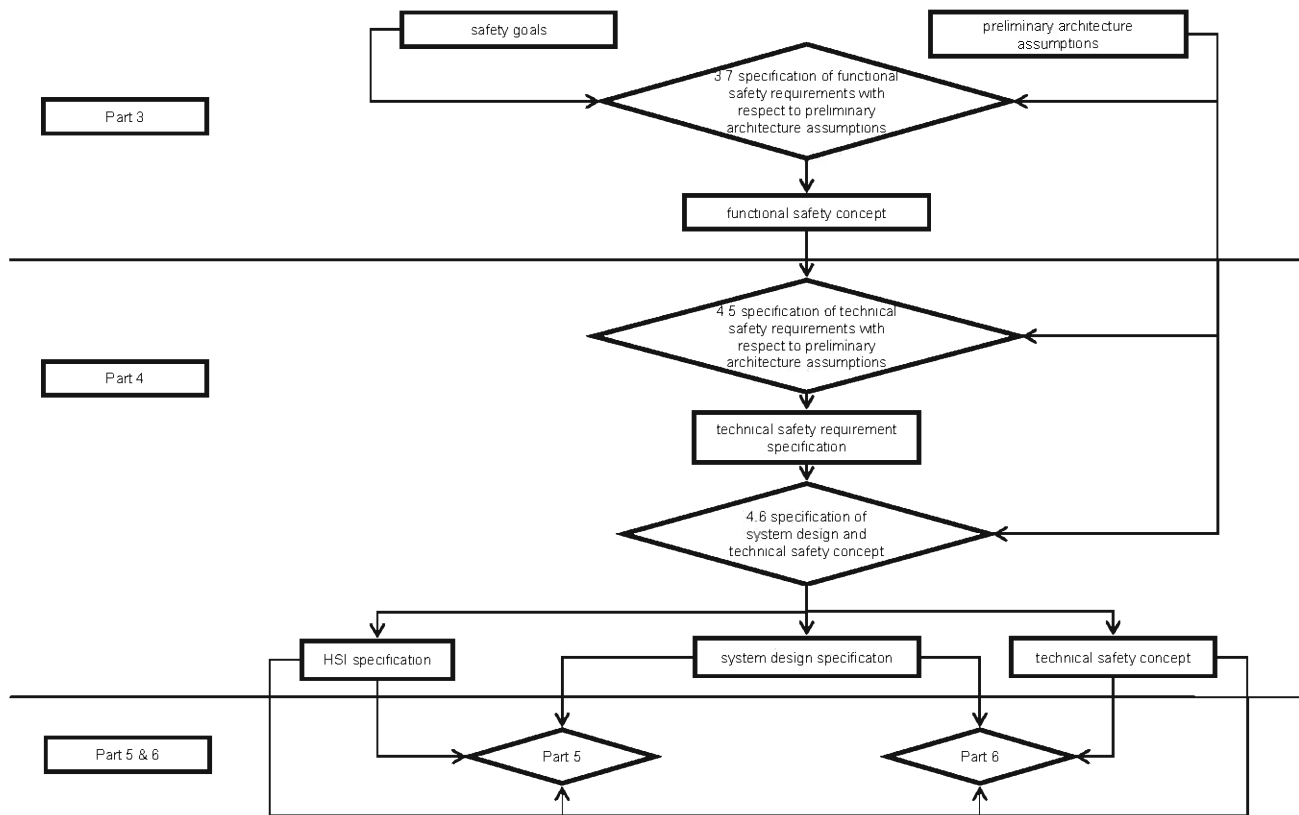 safety goals
preliminary architecture
assumptions
3 7 specification of functional
safety requirements with
respect to preliminary
architecture assumptions
Part 3
functional safety concept
4 5 specification of technical
safety requirements with
respect to preliminary
architecture assumptions
Part 4
technical safety requirement
specification
4.6 specification of
system design and
technical safety concept
HSI specification
system design specificaton
technical safety concept
Part 5 & 6
Part 5
Part 6